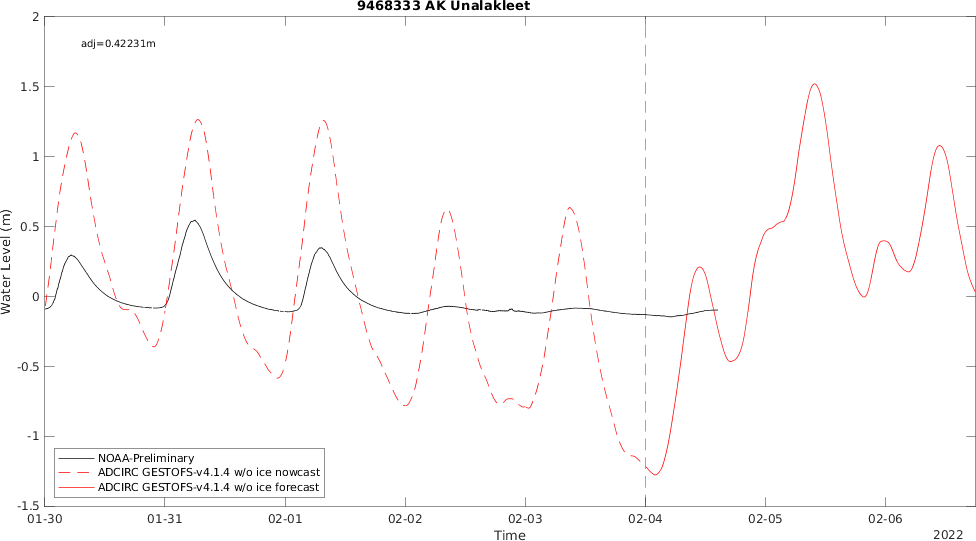 9468333 AK Unalakleet
adj=0.42231m
Water Level (m)
2
1.5
1
0.5
0
-0.5
-1
-1.5
NOAA-Preliminary
ADCIRC GESTOFS-v4.1.4 w/o ice nowcast
ADCIRC GESTOFS-v4.1.4 w/o ice forecast
01-30 01-31 02-01 02-02 02-03 02-04 02-05 02-06
Time
2022